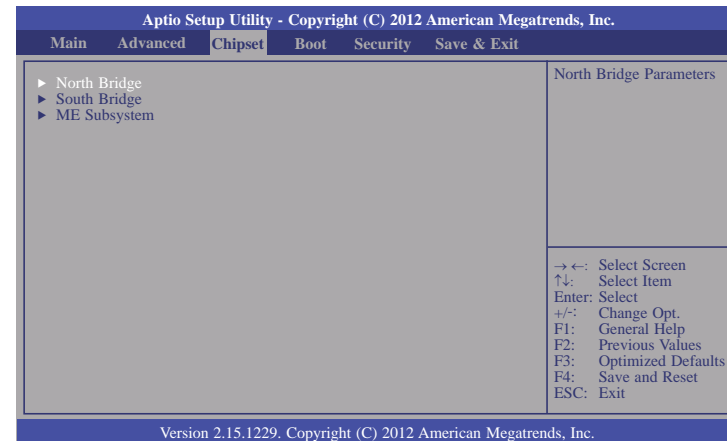 Aptio Setup Utility - Copyright (C) 2012 American Megatrends, Inc.
Main Advanced Chipset Boot Security Save & Exit
► North Bridge
► South Bridge
► ME Subsystem
North Bridge Parameters
→ ←: Select Screen
↑↓: Select Item
Enter: Select
+/-: Change Opt.
F1: General Help
F2: Previous Values
F3: Optimized Defaults
F4: Save and Reset
ESC: Exit
Version 2.15.1229. Copyright (C) 2012 American Megatrends, Inc.